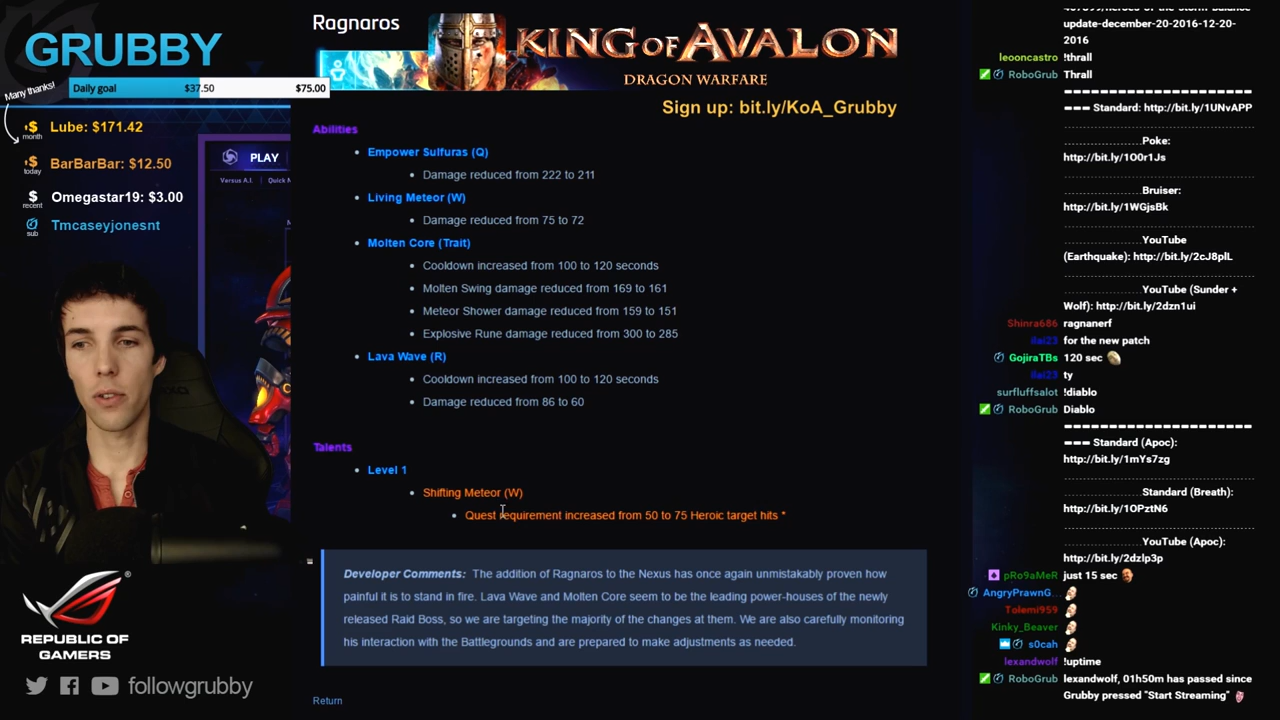 GRUBBY
Many thanks!
Daily goal $37.50 $75.00
month Lube: $171.42
today BarBarBar: $12.50
recent Omegastar19: $3.00
sub Tmcaseyjonesnt
PLAY
Versus A.I.
REPUBLIC OF
GAMERS
followgrubby
Ragnaros
KING OF AVALON
DRAGON WARFARE
Sign up: bit.ly/KoA_Grubby
Abilities
Empower Sulfuras (Q)
Damage reduced from 222 to 211
Living Meteor (W)
Damage reduced from 75 to 72
Molten Core (Trait)
Cooldown increased from 100 to 120 seconds
Molten Swing damage reduced from 169 to 161
Meteor Shower damage reduced from 159 to 151
Explosive Rune damage reduced from 300 to 285
Lava Wave (R)
Cooldown increased from 100 to 120 seconds
Damage reduced from 86 to 60
Talents
Level 1
Shifting Meteor (W)
Quest requirement increased from 50 to 75 Heroic target hits *
Developer Comments: The addition of Ragnaros to the Nexus has once again unmistakably proven how
painful it is to stand in fire. Lava Wave and Molten Core seem to be the leading power-houses of the newly
released Raid Boss, so we are targeting the majority of the changes at them. We are also carefully monitoring
his interaction with the Battlegrounds and are prepared to make adjustments as needed.
Return
update-december-20-2016-12-20-
2016
leooncastro !thrall
RoboGrub Thrall
Standard: http://bit.ly/1UNvAPP
Poke:
http://bit.ly/1O0r1Js
Bruiser:
http://bit.ly/1WGjsBk
YouTube
(Earthquake): http://bit.ly/2cJ8plL
YouTube (Sunder +
Wolf): http://bit.ly/2dzn1ui
Shinra686 ragnanerf
ilai23 for the new patch
GojiraTBs 120 sec
ilai23 ty
surfluffsalot !diablo
RoboGrub Diablo
Standard (Apoc):
http://bit.ly/1mYs7zg
Standard (Breath):
http://bit.ly/1OPztN6
YouTube (Apoc):
http://bit.ly/2dzlp3p
pRo9aMeR just 15 sec
AngryPrawnG...
Tolemi959
Kinky_Beaver
s0cah
lexandwolf !uptime
RoboGrub lexandwolf, 01h50m has passed since
Grubby pressed "Start Streaming"